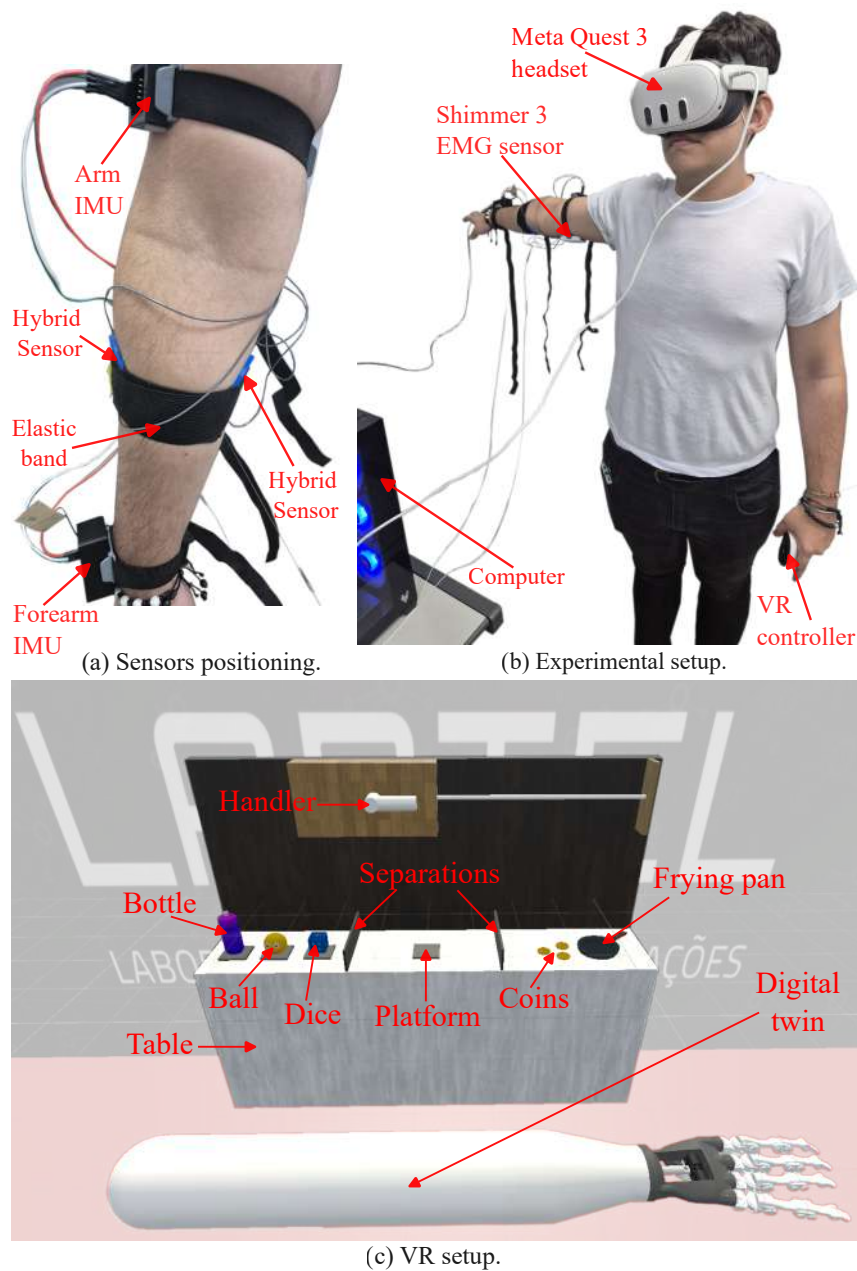 Arm
IMU
Hybrid
Sensor
Elastic
band
Hybrid
Sensor
Forearm
IMU
(a) Sensors positioning.
Meta Quest 3
headset
Shimmer 3
EMG sensor
Computer
VR
controller
(b) Experimental setup.
Handler
Separations
Frying pan
Bottle
Ball
Dice
Platform
Coins
Digital
twin
Table
(c) VR setup.